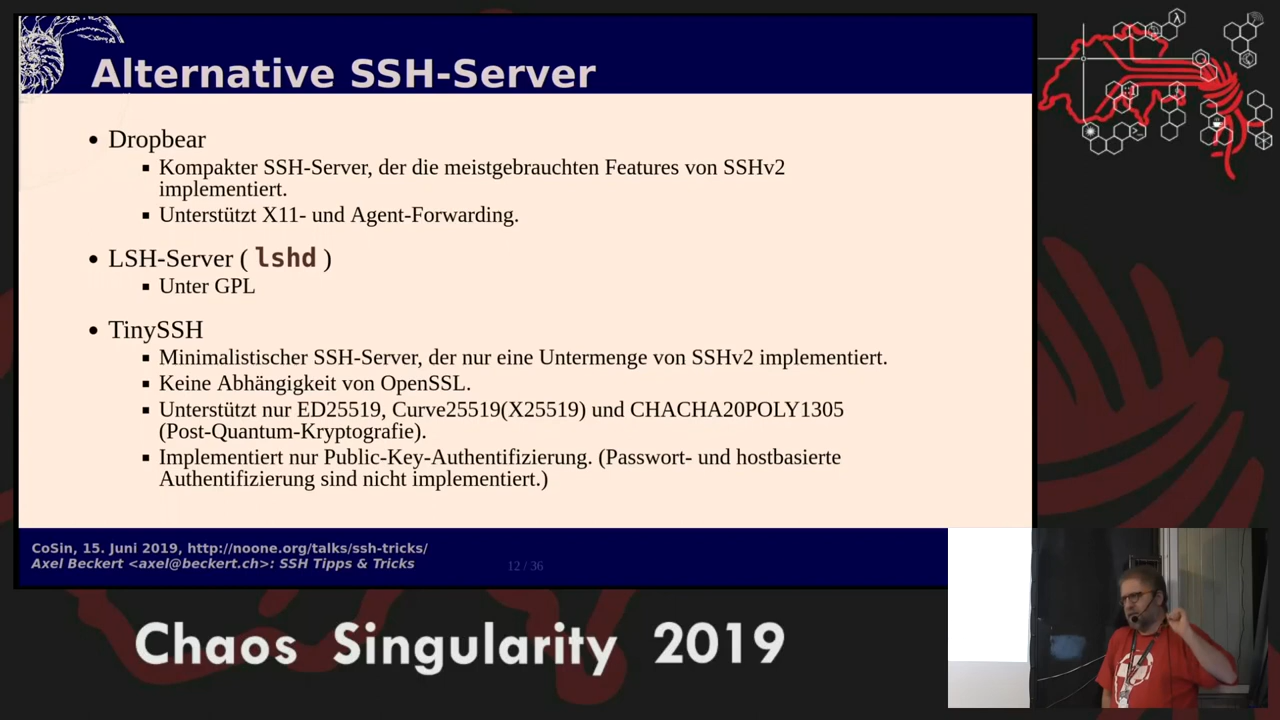 Alternative SSH-Server
• Dropbear
▪ Kompakter SSH-Server, der die meistgebrauchten Features von SSHv2
implementiert.
▪ Unterstützt X11- und Agent-Forwarding.
• LSH-Server ( lshd )
▪ Unter GPL
• TinySSH
▪ Minimalistischer SSH-Server, der nur eine Untermenge von SSHv2 implementiert.
▪ Keine Abhängigkeit von OpenSSL.
▪ Unterstützt nur ED25519, Curve25519(X25519) und CHACHA20POLY1305
(Post-Quantum-Kryptografie).
▪ Implementiert nur Public-Key-Authentifizierung. (Passwort- und hostbasierte
Authentifizierung sind nicht implementiert.)
CoSin, 15. Juni 2019, http://noone.org/talks/ssh-tricks/
Axel Beckert <axel@beckert.ch>: SSH Tipps & Tricks
12 / 36
Chaos Singularity 2019